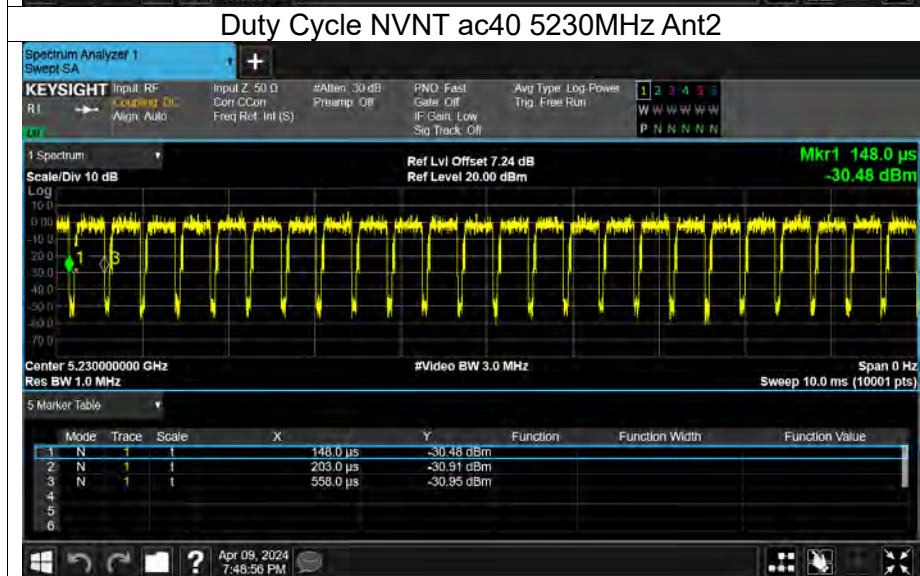 Duty Cycle NVNT ac40 5230MHz Ant2
Spectrum Analyzer 1
Swept SA
+
KEYSIGHT Input: RF Input Z: 50 Ω #Atten: 30 dB PNO: Fast Avg Type: Log-Power 1 2 3 4 5 6
Coupling: DC Corr CCorr Preamp: Off Gate: Off Trig: Free Run W W W W W W
Align: Auto Freq Ref: Int (S) IF Gain: Low
Sig Track: Off P N N N N N
1 Spectrum Ref Lvl Offset 7.24 dB Mkr1 148.0 µs
Scale/Div 10 dB Ref Level 20.00 dBm -30.48 dBm
Log
10.0
0.00
-10.0
-20.0
-30.0
-40.0
-50.0
-60.0
-70.0
1 3
Center 5.230000000 GHz #Video BW 3.0 MHz Span 0 Hz
Res BW 1.0 MHz Sweep 10.0 ms (10001 pts)
5 Marker Table
Mode Trace Scale X Y Function Function Width Function Value
1 N 1 t 148.0 µs -30.48 dBm
2 N 1 t 203.0 µs -30.91 dBm
3 N 1 t 558.0 µs -30.95 dBm
4
5
6
? Apr 09, 2024
7:48:56 PM